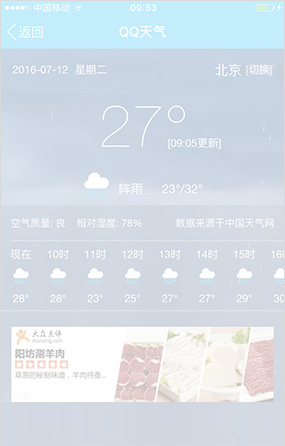 中国移动 09:53
返回 QQ天气
2016-07-12 星期二 北京 [切换]
27°
[09:05更新]
阵雨 23°/32°
空气质量: 良 相对湿度: 78% 数据来源于中国天气网
现在 10时 11时 12时 13时 14时 15时 16
28° 28° 23° 25° 27° 27° 29° 30
大众点评
dianping.com
阳坊涮羊肉
草原的秘制味道，羊肉纯香...